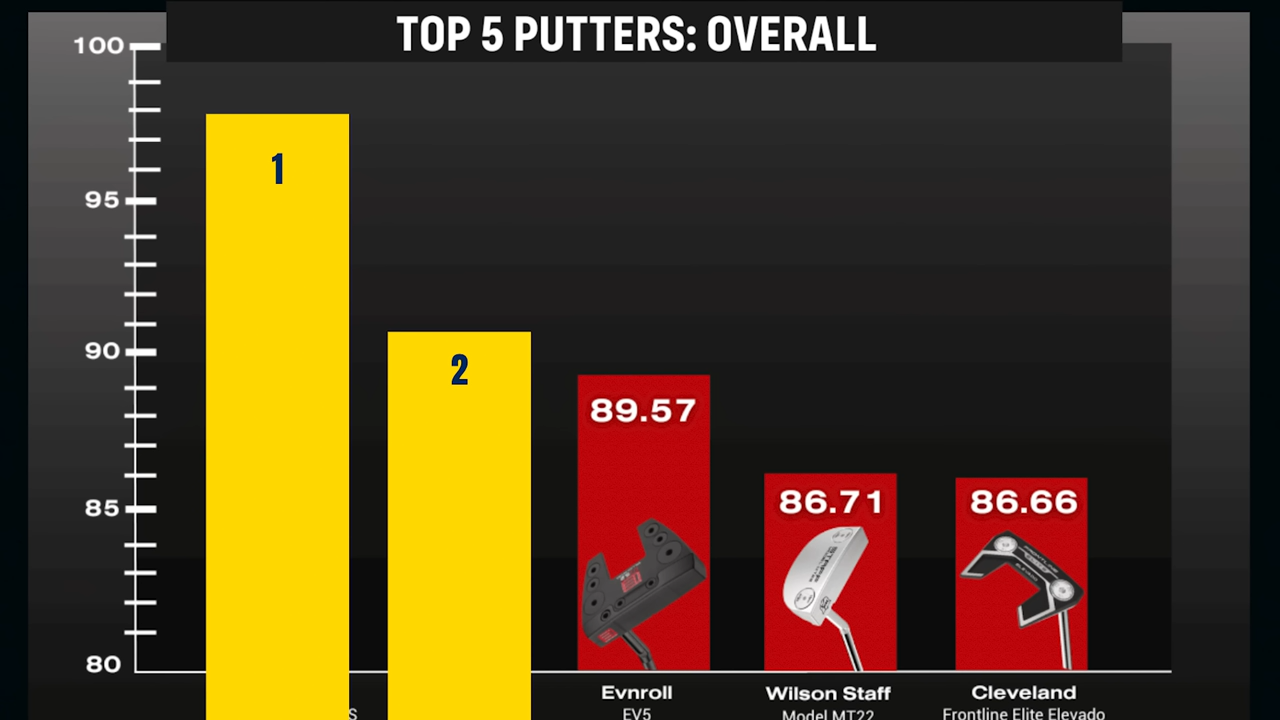 TOP 5 PUTTERS: OVERALL
100
95
90
85
80
1
2
89.57
86.71
86.66
Evnroll
EV5
Wilson Staff
Model MT22
Cleveland
Frontline Elite Elevado
S